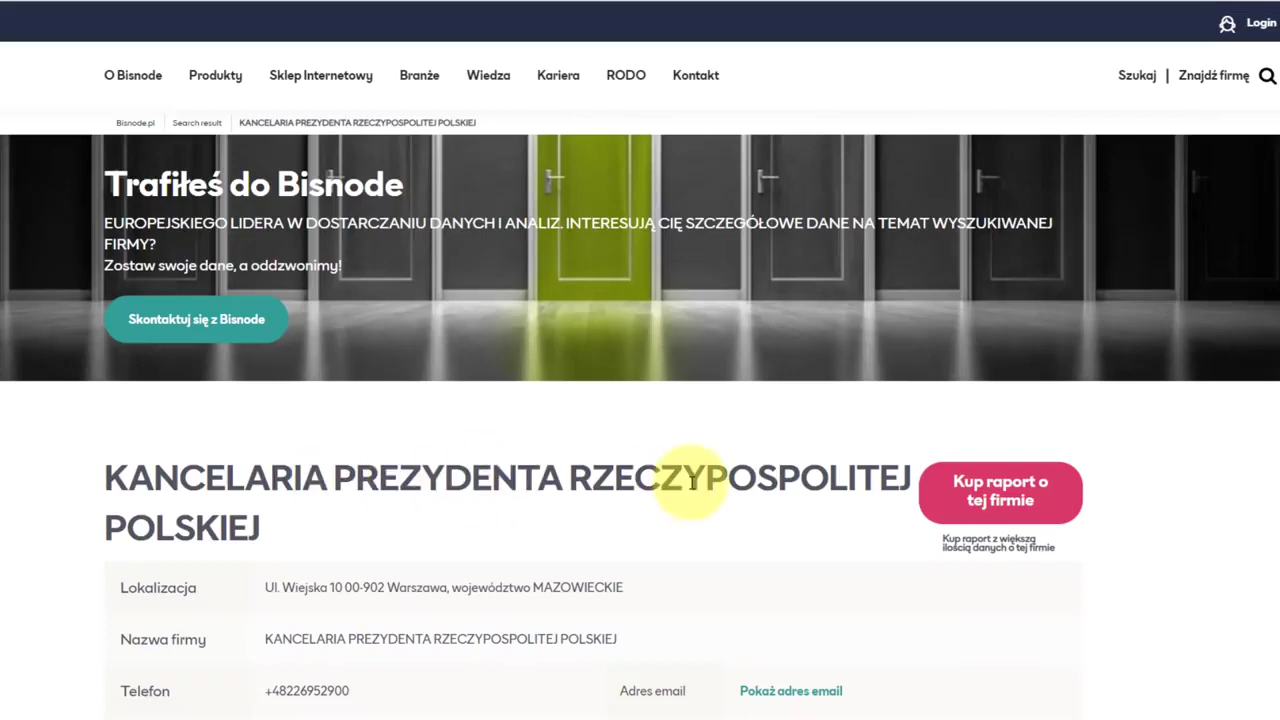 Login
O Bisnode Produkty Sklep Internetowy Branże Wiedza Kariera RODO Kontakt Szukaj | Znajdź firmę
Bisnode.pl Search result KANCELARIA PREZYDENTA RZECZYPOSPOLITEJ POLSKIEJ
Trafiłeś do Bisnode
EUROPEJSKIEGO LIDERA W DOSTARCZANIU DANYCH I ANALIZ. INTERESUJĄ CIĘ SZCZEGÓŁOWE DANE NA TEMAT WYSZUKIWANEJ
FIRMY?
Zostaw swoje dane, a oddzwonimy!
Skontaktuj się z Bisnode
KANCELARIA PREZYDENTA RZECZYPOSPOLITEJ
POLSKIEJ
Kup raport o
tej firmie
Kup raport z większą
ilością danych o tej firmie
Lokalizacja Ul. Wiejska 10 00-902 Warszawa, województwo MAZOWIECKIE
Nazwa firmy KANCELARIA PREZYDENTA RZECZYPOSPOLITEJ POLSKIEJ
Telefon +48226952900 Adres email Pokaż adres email